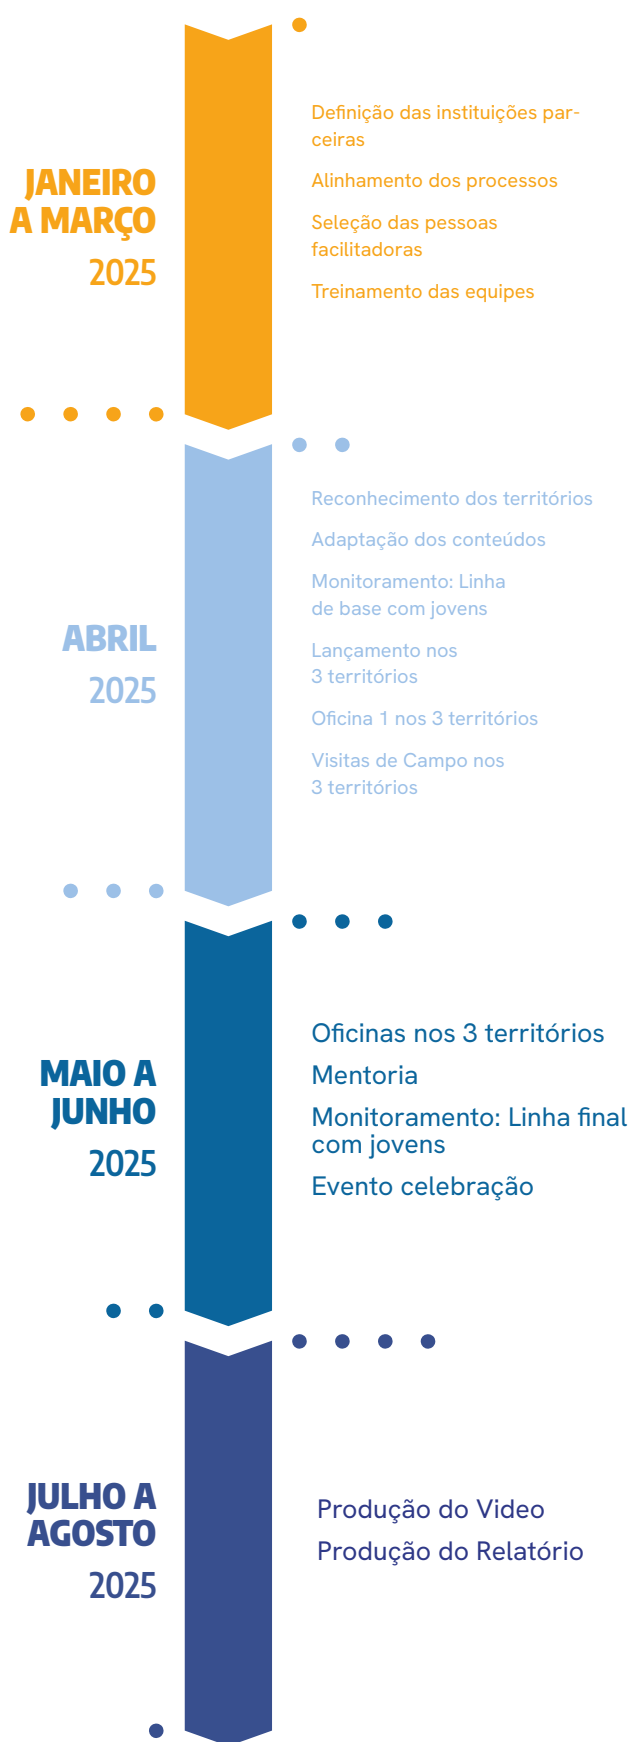 JANEIRO
A MARÇO
2025
Definição das instituições par-
ceiras
Alinhamento dos processos
Seleção das pessoas
facilitadoras
Treinamento das equipes
ABRIL
2025
Reconhecimento dos territórios
Adaptação dos conteúdos
Monitoramento: Linha
de base com jovens
Lançamento nos
3 territórios
Oficina 1 nos 3 territórios
Visitas de Campo nos
3 territórios
MAIO A
JUNHO
2025
Oficinas nos 3 territórios
Mentoria
Monitoramento: Linha final
com jovens
Evento celebração
JULHO A
AGOSTO
2025
Produção do Video
Produção do Relatório